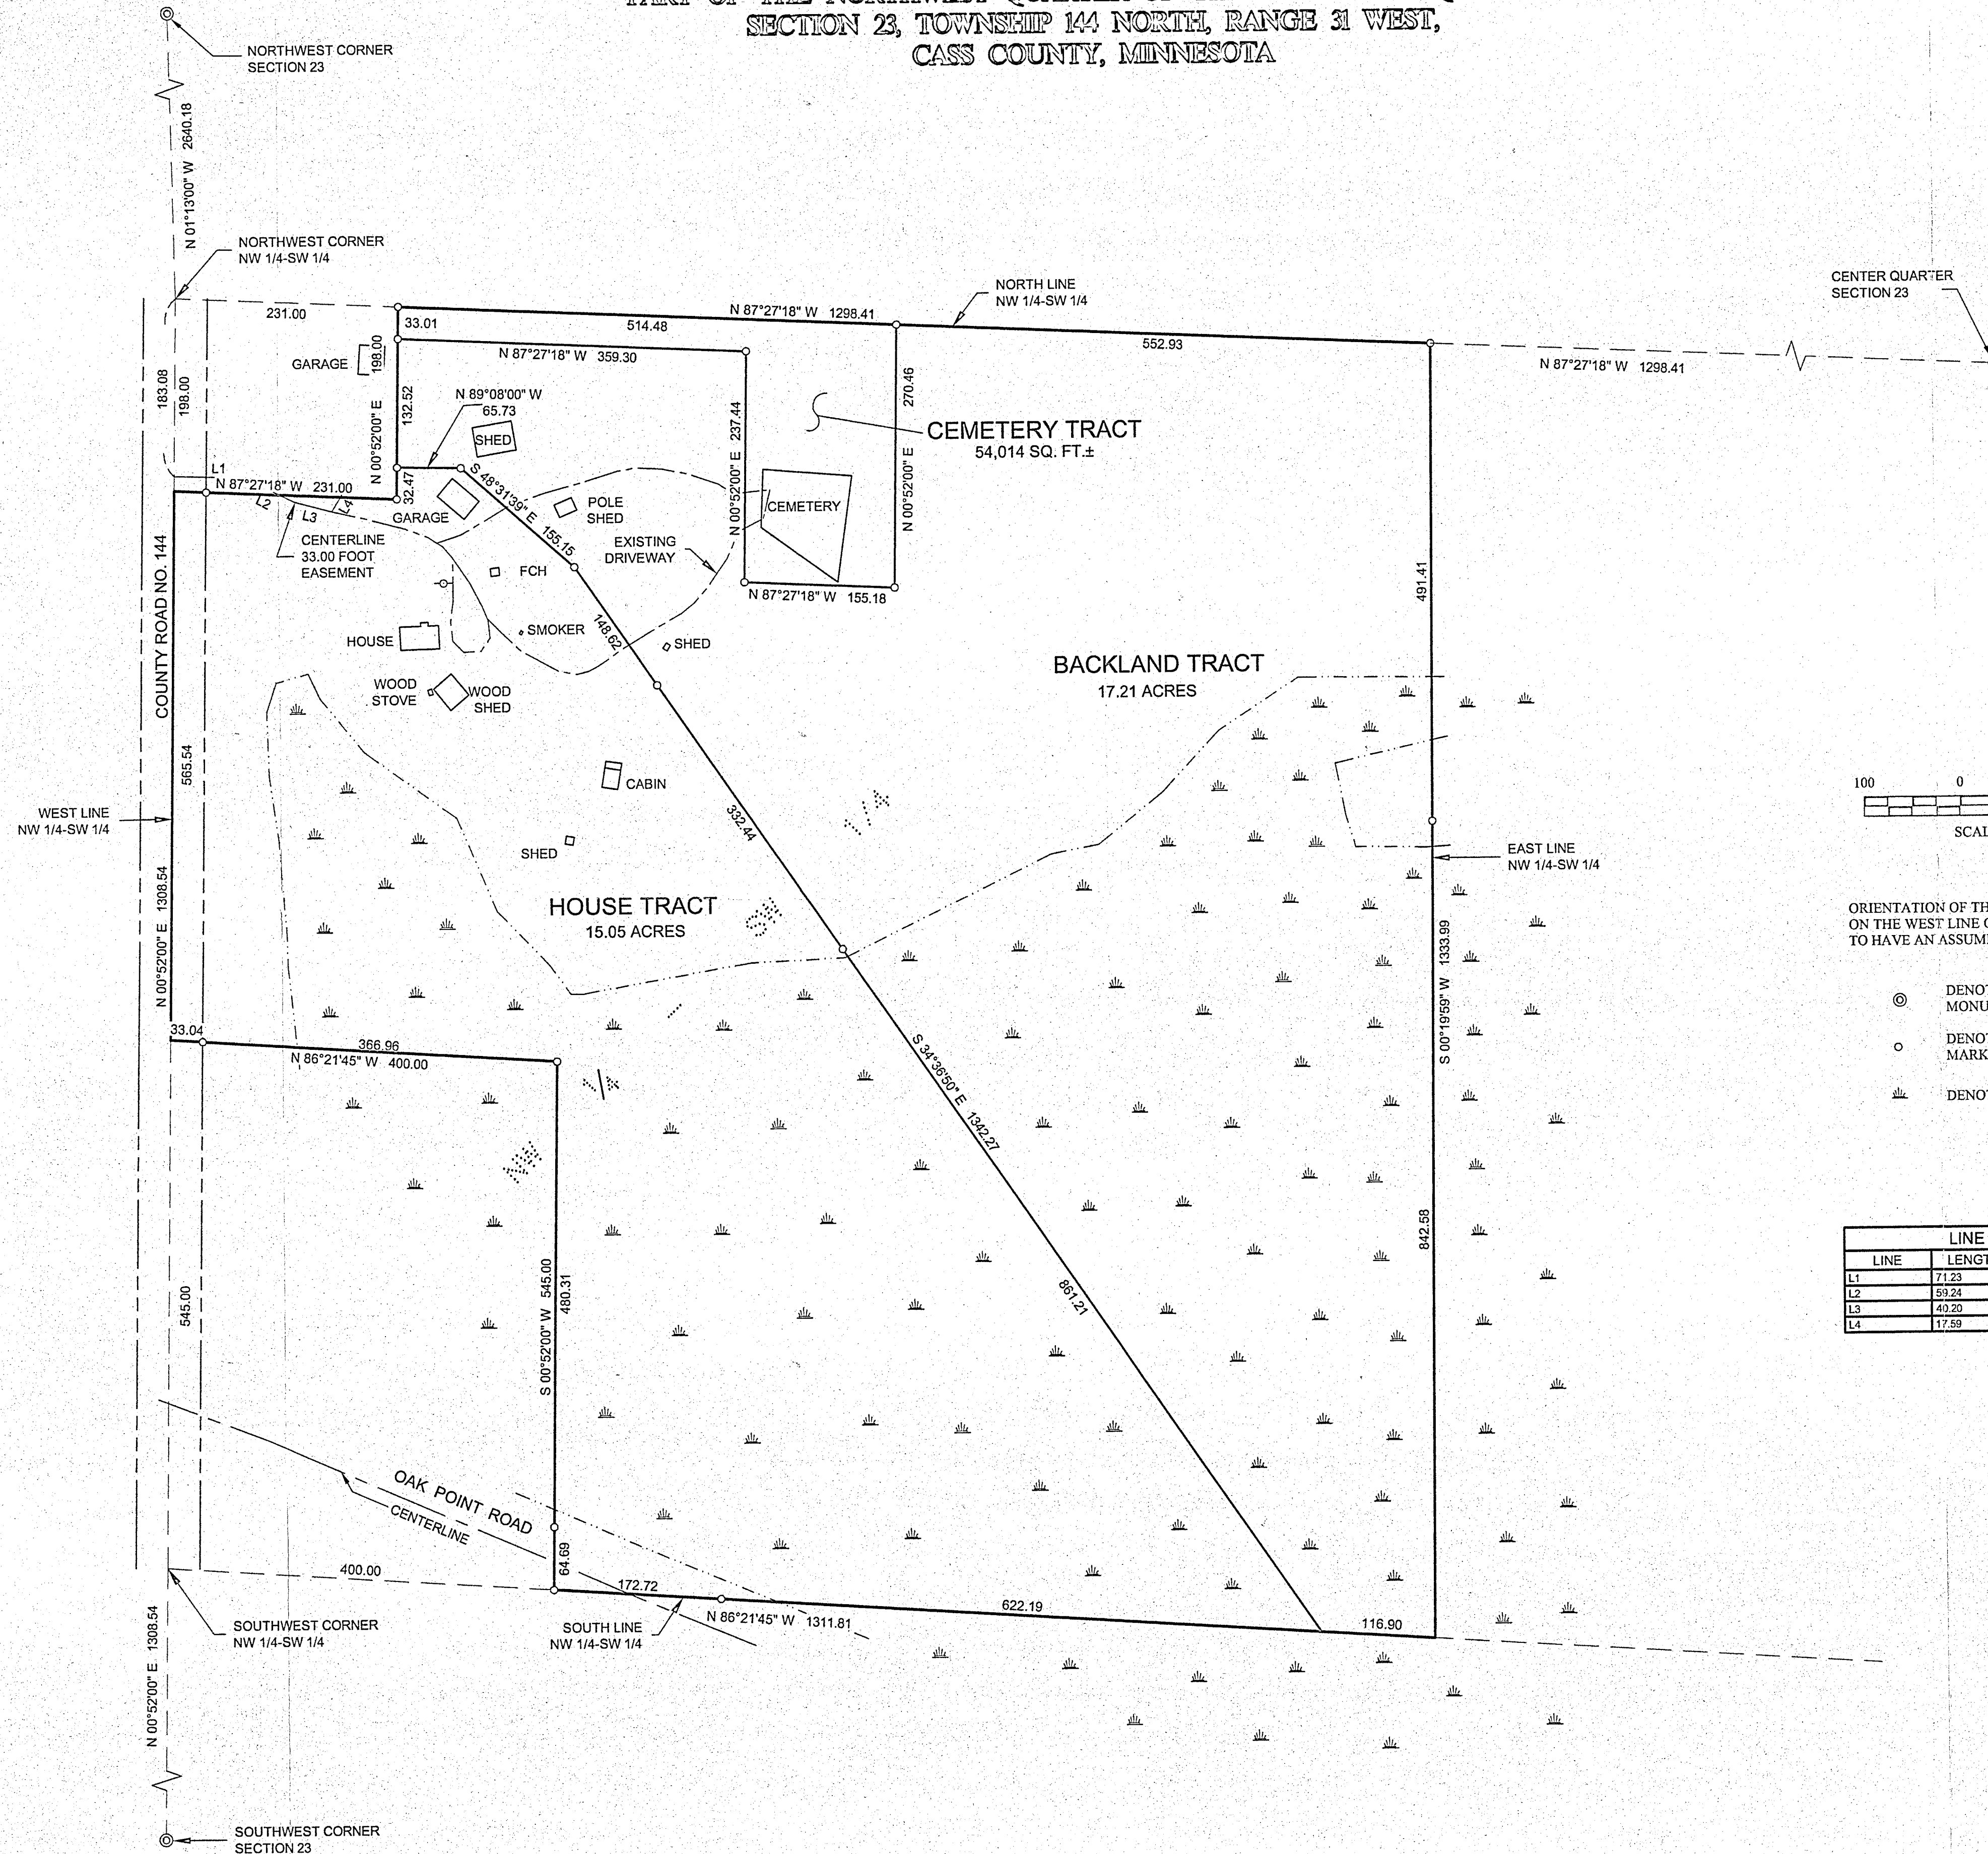 SECTION 23, TOWNSHIP 144 NORTH, RANGE 31 WEST,
CASS COUNTY, MINNESOTA
NORTHWEST CORNER
SECTION 23
N 01°13'00" W 2640.18
NORTHWEST CORNER
NW 1/4-SW 1/4
CENTER QUARTER
SECTION 23
NORTH LINE
NW 1/4-SW 1/4
231.00
33.01
514.48
N 87°27'18" W 1298.41
552.93
N 87°27'18" W 1298.41
GARAGE
198.00
N 87°27'18" W 359.30
183.08
198.00
N 00°52'00" E
132.52
N 89°08'00" W
65.73
SHED
N 00°52'00" E 237.44
270.46
N 00°52'00" E
CEMETERY TRACT
54,014 SQ. FT.±
L1
N 87°27'18" W 231.00
32.47
S 48°31'39" E 155.15
L2
L3
L4
GARAGE
POLE
SHED
CEMETERY
CENTERLINE
33.00 FOOT
EASEMENT
EXISTING
DRIVEWAY
FCH
N 87°27'18" W 155.18
491.41
COUNTY ROAD NO. 144
HOUSE
SMOKER
148.62
SHED
BACKLAND TRACT
17.21 ACRES
WOOD
STOVE
WOOD
SHED
565.54
CABIN
332.44
WEST LINE
NW 1/4-SW 1/4
SHED
100
0
EAST LINE
NW 1/4-SW 1/4
HOUSE TRACT
15.05 ACRES
N 00°52'00" E 1308.54
S 00°19'59" W 1333.99
ORIENTATION OF
ON THE WEST LINE
TO HAVE AN
33.04
366.96
N 86°21'45" W 400.00
S 34°36'50" E 1342.27
842.58
LINE
LINE
L1 71.23
L2 59.24
L3 40.20
L4 17.59
545.00
S 00°52'00" W 545.00
480.31
861.21
OAK POINT ROAD
CENTERLINE
64.69
400.00
172.72
N 86°21'45" W 1311.81
622.19
116.90
SOUTHWEST CORNER
NW 1/4-SW 1/4
SOUTH LINE
NW 1/4-SW 1/4
N 00°52'00" E 1308.54
SOUTHWEST CORNER
SECTION 23